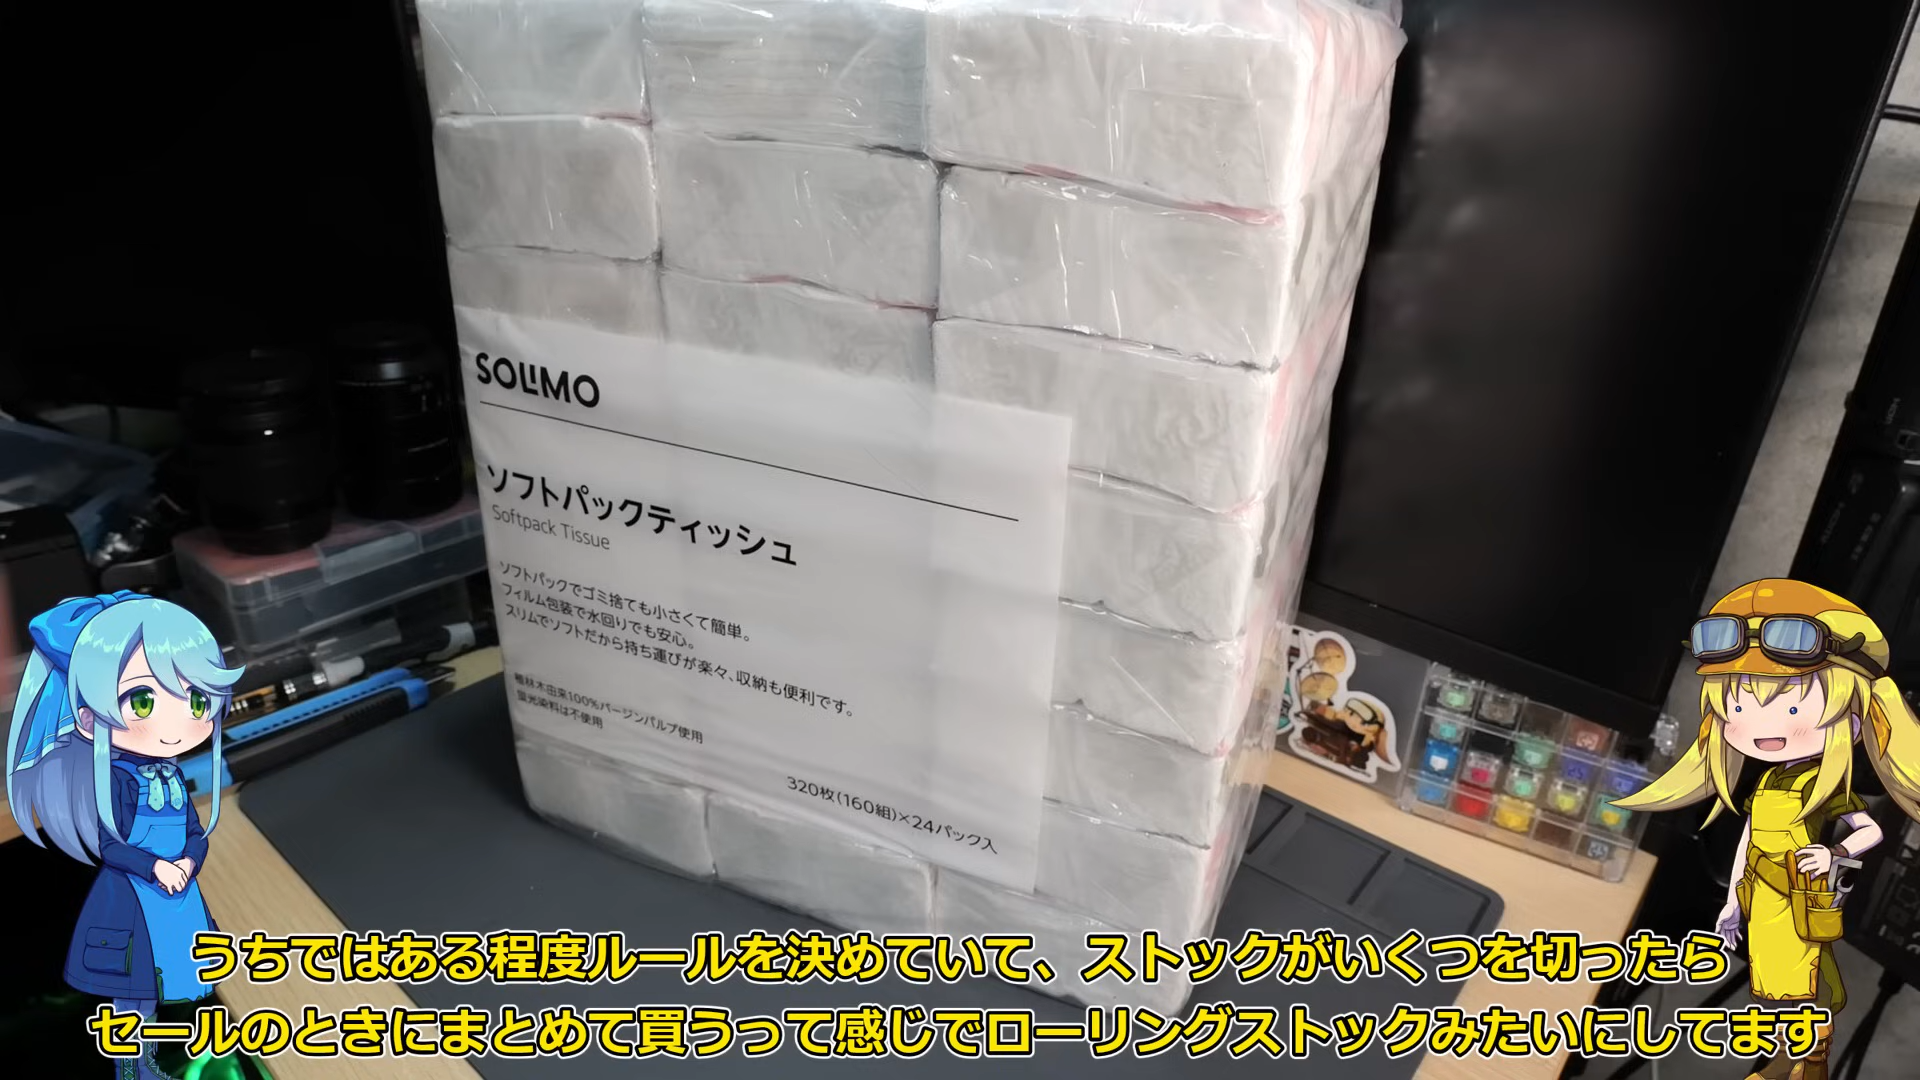 SOLIMO
ソフトパックティッシュ
Softpack Tissue
ソフトパックでゴミ捨ても小さくて簡単。
フィルム包装で水回りでも安心。
スリムでソフトだから持ち運びが楽々、収納も便利です。
植林木由来100%バージンパルプ使用
蛍光染料は不使用
320枚(160組)×24パック入
うちではある程度ルールを決めていて、ストックがいくつを切ったら
セールのときにまとめて買うって感じでローリングストックみたいにしてます